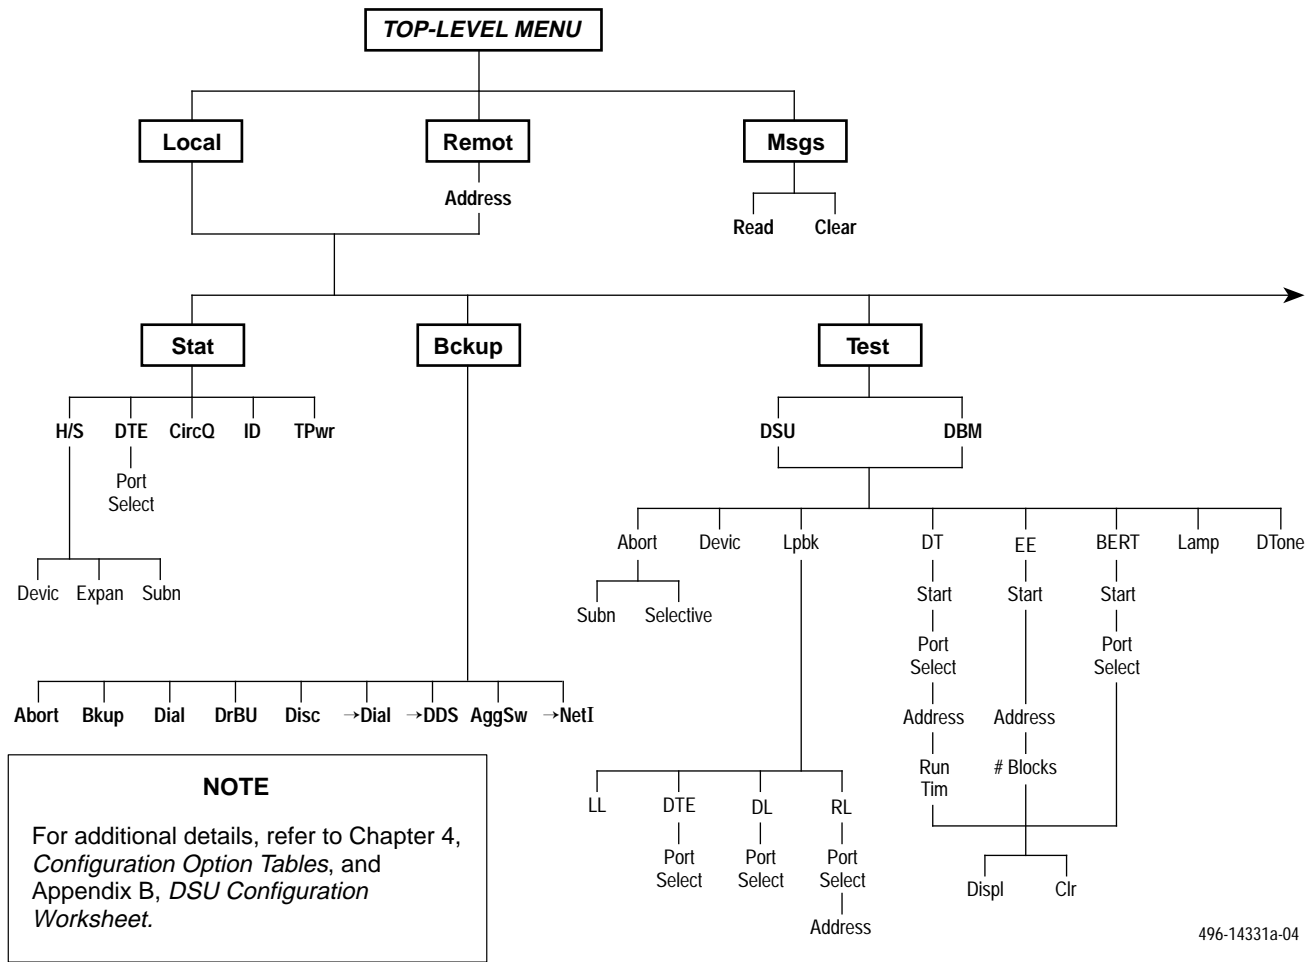 TOP-LEVEL MENU
Local Remot Msgs
Address
Read Clear
Stat Bckup Test
H/S DTE CircQ ID TPwr
DSU DBM
Port
Select
Abort Devic Lpbk DT EE BERT Lamp DTone
Devic Expan Subn
Subn Selective
Start Start Start
Port
Select
Port
Select
Abort Bkup Dial DrBU Disc →Dial →DDS AggSw →NetI
Address Address
Run
Tim
# Blocks
NOTE
For additional details, refer to Chapter 4,
Configuration Option Tables, and
Appendix B, DSU Configuration
Worksheet.
LL DTE DL RL
Port
Select
Port
Select
Port
Select
Address
Displ Clr
496-14331a-04